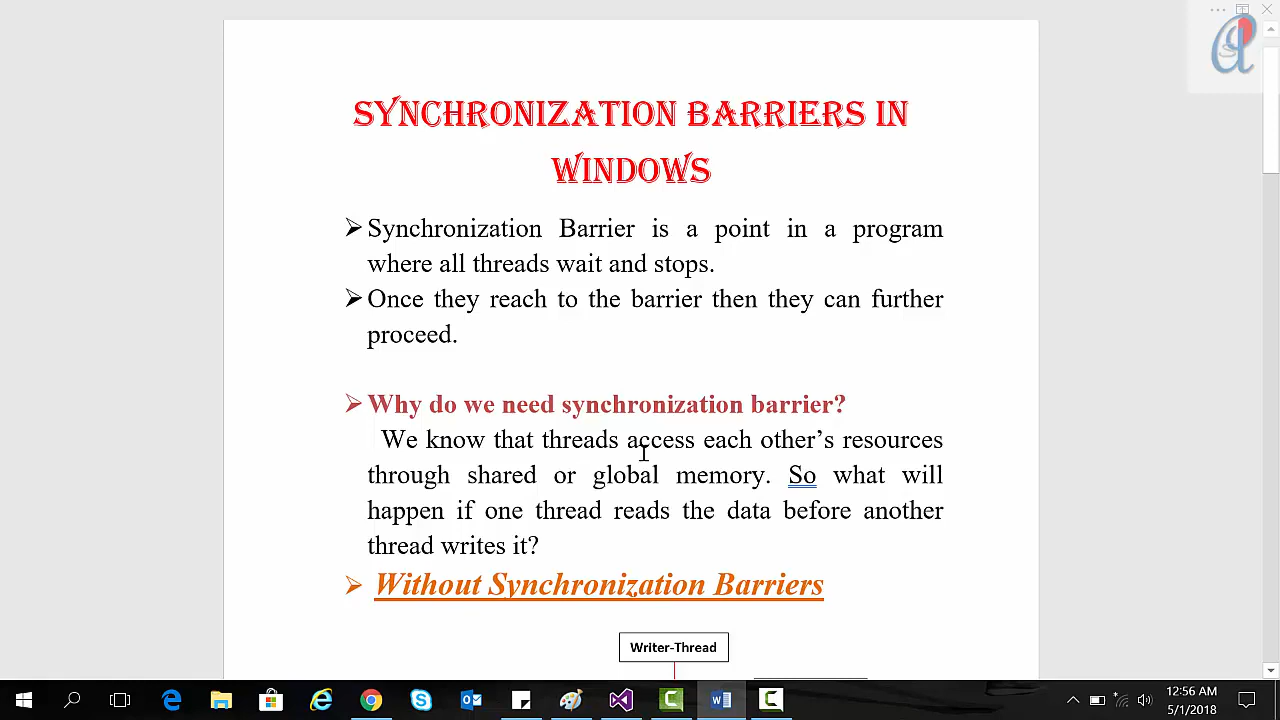 SYNCHRONIZATION BARRIERS IN
WINDOWS
➢ Synchronization Barrier is a point in a program
where all threads wait and stops.
➢ Once they reach to the barrier then they can further
proceed.
➢ Why do we need synchronization barrier?
We know that threads access each other’s resources
through shared or global memory. So what will
happen if one thread reads the data before another
thread writes it?
➢ Without Synchronization Barriers
Writer-Thread
12:56 AM
5/1/2018